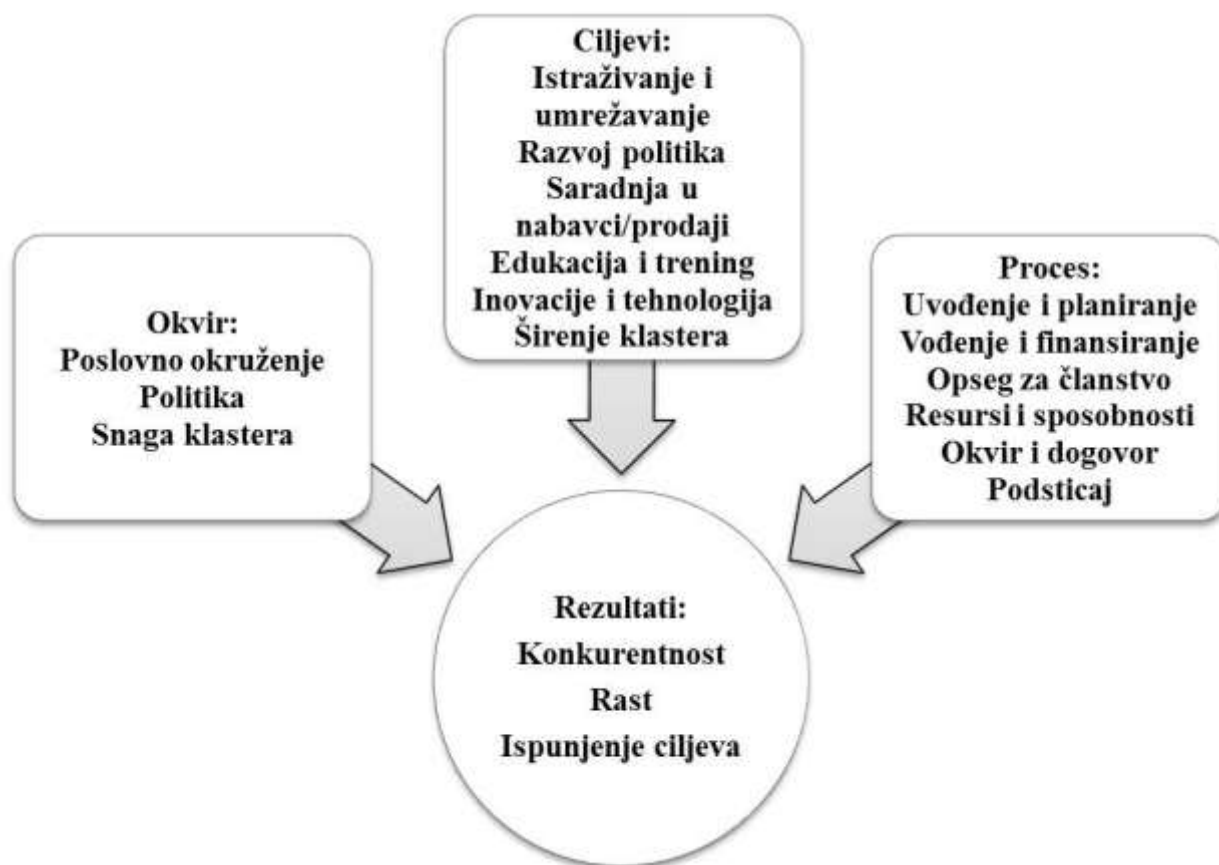 Ciljevi:
Istraživanje i
umrežavanje
Razvoj politika
Saradnja u
nabavci/prodaji
Edukacija i trening
Inovacije i tehnologija
Širenje klastera
Okvir:
Poslovno okruženje
Politika
Snaga klastera
Proces:
Uvođenje i planiranje
Vođenje i finansiranje
Opseg za članstvo
Resursi i sposobnosti
Okvir i dogovor
Podsticaj
Rezultati:
Konkurentnost
Rast
Ispunjenje ciljeva